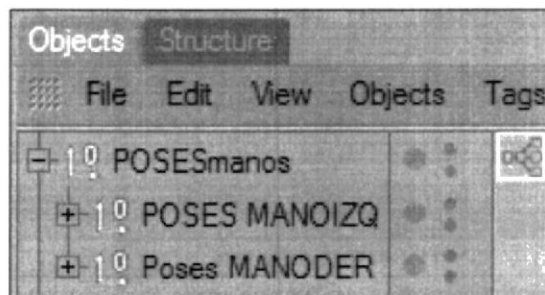 Objects Structure
File Edit View Objects Tags
POSESmanos
POSES MANOIZQ
Poses MANODER